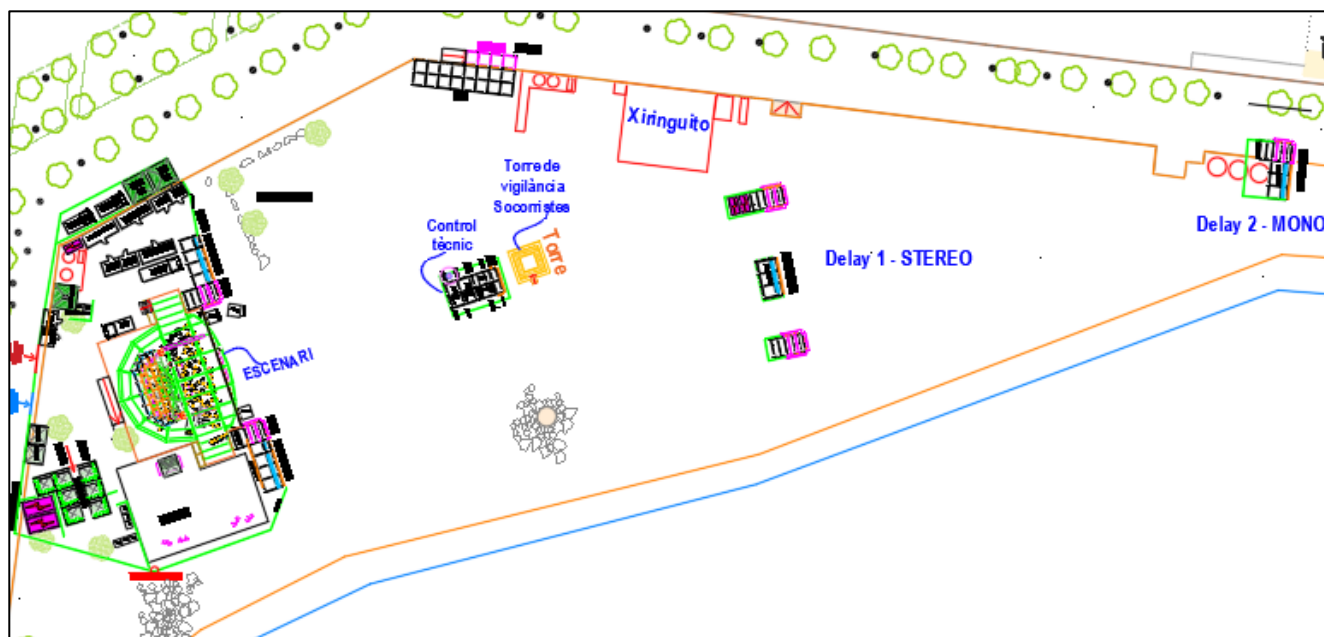 Xiringuito
Torre de
vigilància
Socorristes
Control
tècnic
Torre
Delay 1 - STEREO
Delay 2 - MONO
ESCENARI